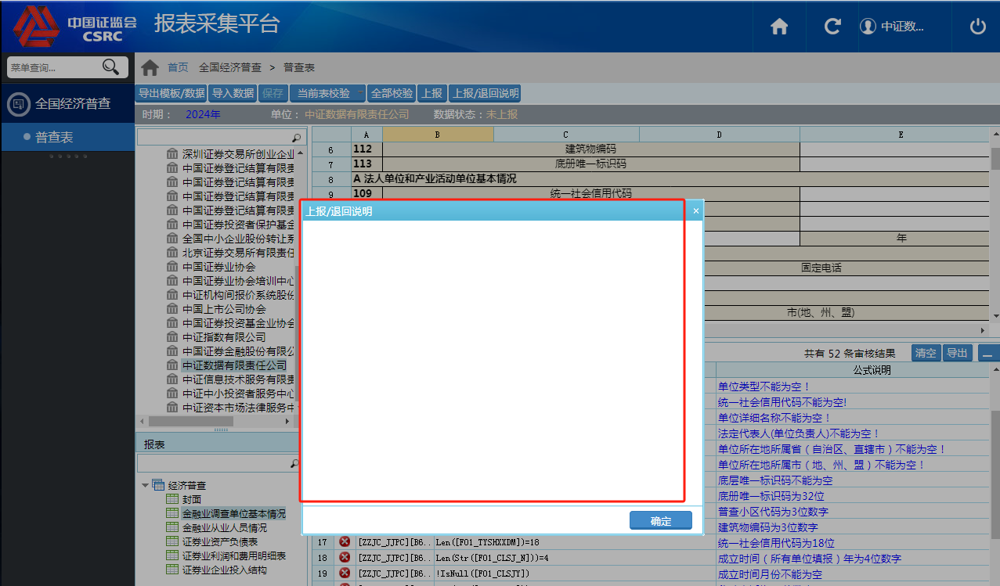 中国证监会
CSRC
报表采集平台
中证数...
菜单查询...
首页 全国经济普查 > 普查表
全国经济普查
普查表
导出模板/数据 导入数据 保存 当前表校验 全部校验 上报 上报/退回说明
时期： 2024年 单位：中证数据有限责任公司 数据状态：未上报
深圳证券交易所创业企业
中国证券登记结算有限责
中国证券登记结算有限责
中国证券登记结算有限责
中国证券登记结算有限责
中国证券投资者保护基金
全国中小企业股份转让系
北京证券交易所有限责任
中国证券业协会
中国证券业协会培训中心
中证机构间报价系统股份
中国上市公司协会
中国证券投资基金业协会
中证指数有限公司
中国证券金融股份有限公
中证数据有限责任公司
中证信息技术服务有限责
中证中小投资者服务中心
中证资本市场法律服务中
报表
经济普查
封面
金融业调查单位基本情况
金融业从业人员情况
证券业资产负债表
证券业利润和费用明细表
证券业企业投入结构
A B C D E
6 112 建筑物编码
7 113 底册唯一标识码
8 A 法人单位和产业活动单位基本情况
9 109 统一社会信用代码
年
固定电话
市(地、州、盟)
上报/退回说明 ×
确定
共有 52 条审核结果 清空 导出
公式说明
单位类型不能为空！
统一社会信用代码不能为空!
单位详细名称不能为空！
法定代表人(单位负责人)不能为空！
单位所在地所属省（自治区、直辖市）不能为空！
单位所在地所属市（地、州、盟）不能为空！
底层唯一标识码不能为空
底册唯一标识码为32位
普查小区代码为3位数字
建筑物编码为3位数字
17 [ZZJC_JJPC][B6.. Len([F01_TYSHXXDM])=18 统一社会信用代码为18位
18 [ZZJC_JJPC][B6.. Len(Str([F01_CLSJ_N]))=4 成立时间（所有单位填报）年为4位数字
19 [ZZJC_JJPC][B6.. !IsNull([F01_CLSJY]) 成立时间月份不能为空